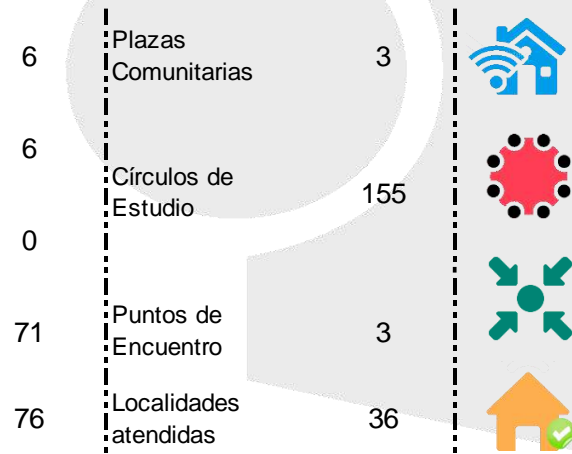 6
Plazas
Comunitarias
3
6
Círculos de
Estudio
155
0
71
Puntos de
Encuentro
3
76
Localidades
atendidas
36